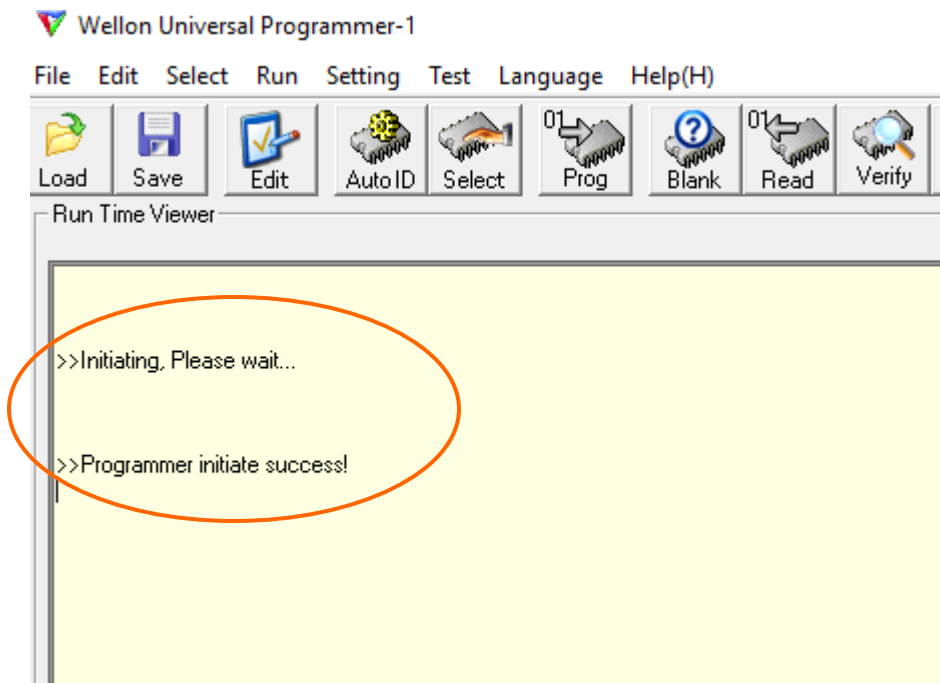 Wellon Universal Programmer-1
File Edit Select Run Setting Test Language Help(H)
01 01
Load Save Edit Auto ID Select Prog Blank Read Verify
Run Time Viewer
>>Initiating, Please wait...
>>Programmer initiate success!